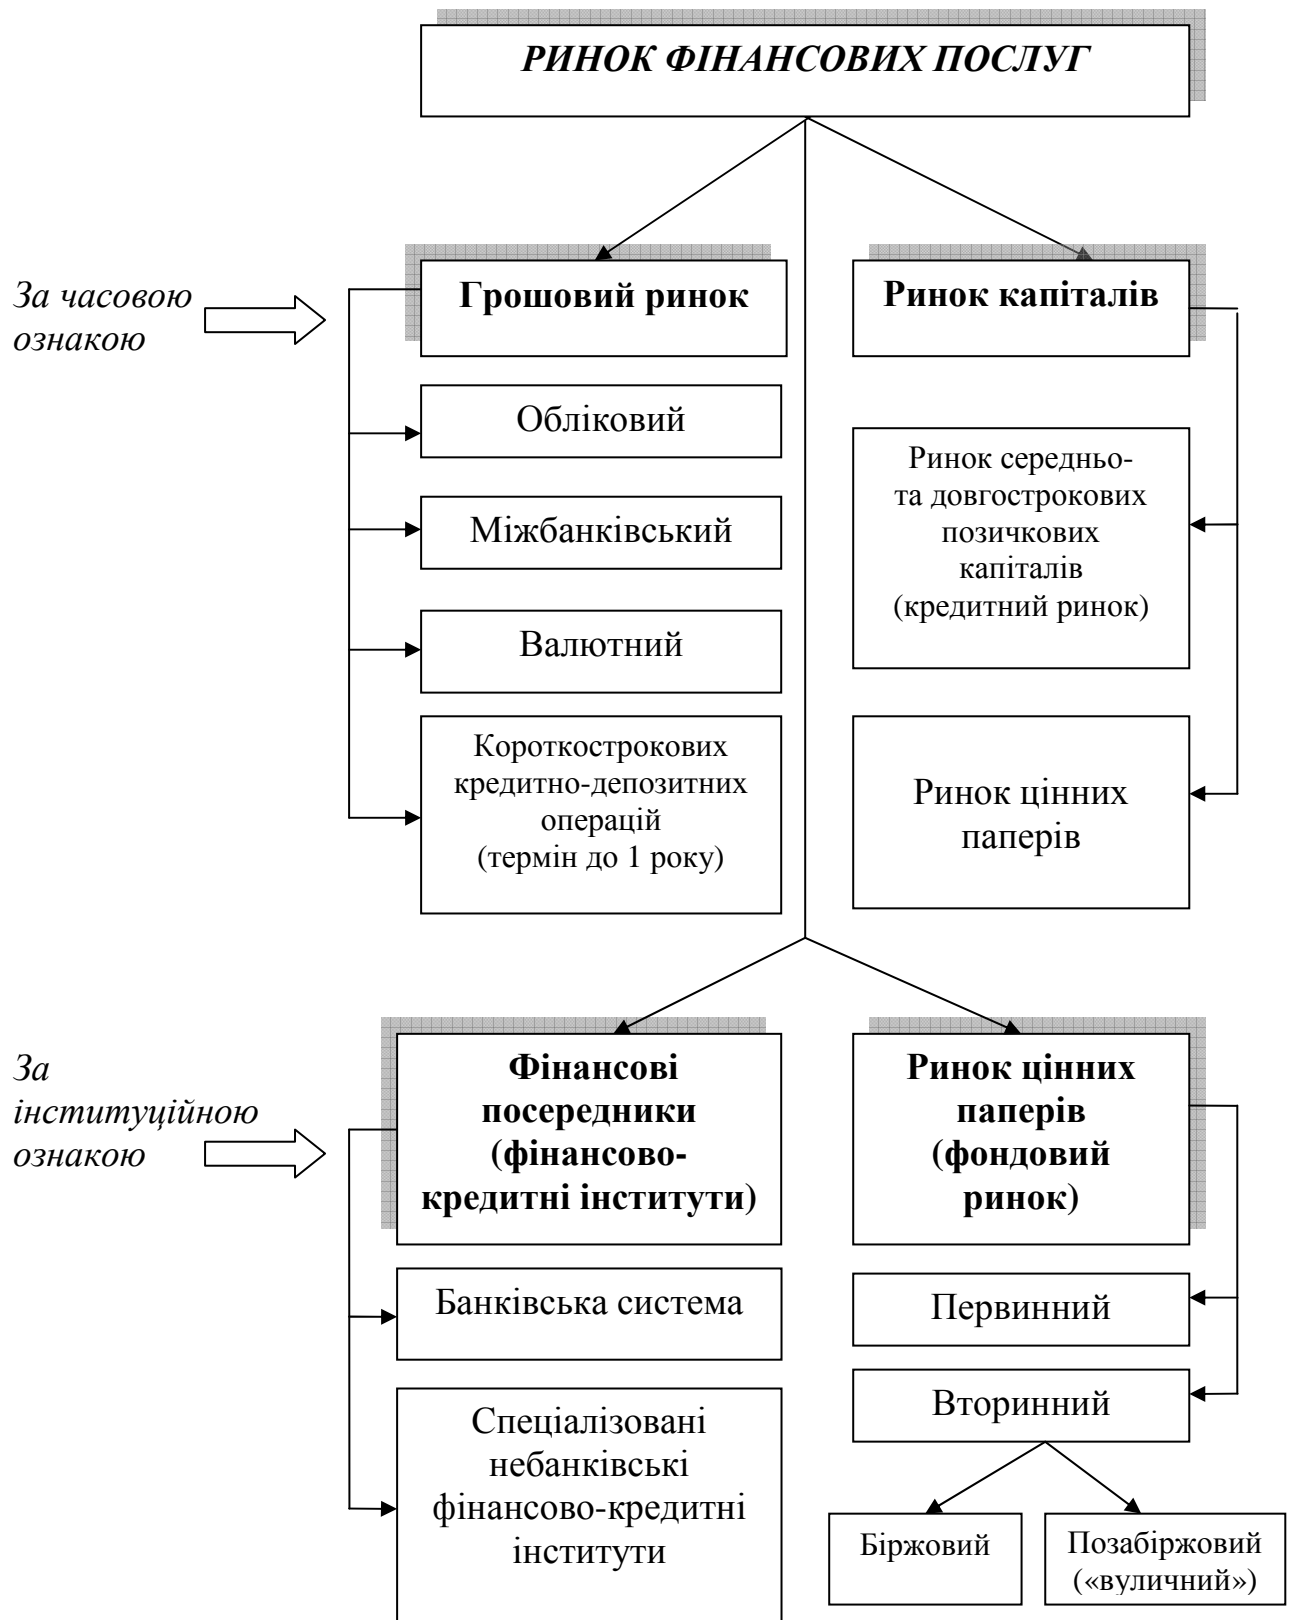 РИНОК ФІНАНСОВИХ ПОСЛУГ
За часовою
ознакою
Грошовий ринок
Обліковий
Міжбанківський
Валютний
Короткострокових
кредитно-депозитних
операцій
(термін до 1 року)
Ринок капіталів
Ринок середньо-
та довгострокових
позичкових
капіталів
(кредитний ринок)
Ринок цінних
паперів
За
інституційною
ознакою
Фінансові
посередники
(фінансово-
кредитні інститути)
Банківська система
Спеціалізовані
небанківські
фінансово-кредитні
інститути
Ринок цінних
паперів
(фондовий
ринок)
Первинний
Вторинний
Біржовий
Позабіржовий
(«вуличний»)